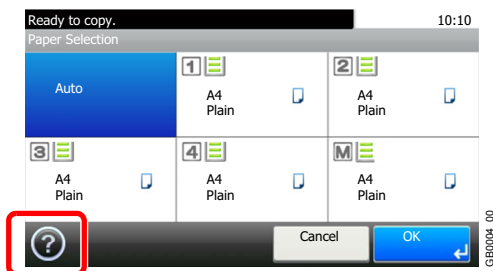 Ready to copy. 10:10
Paper Selection
Auto
1
A4
Plain
2
A4
Plain
3
A4
Plain
4
A4
Plain
M
A4
Plain
?
Cancel
OK
GB0004_00